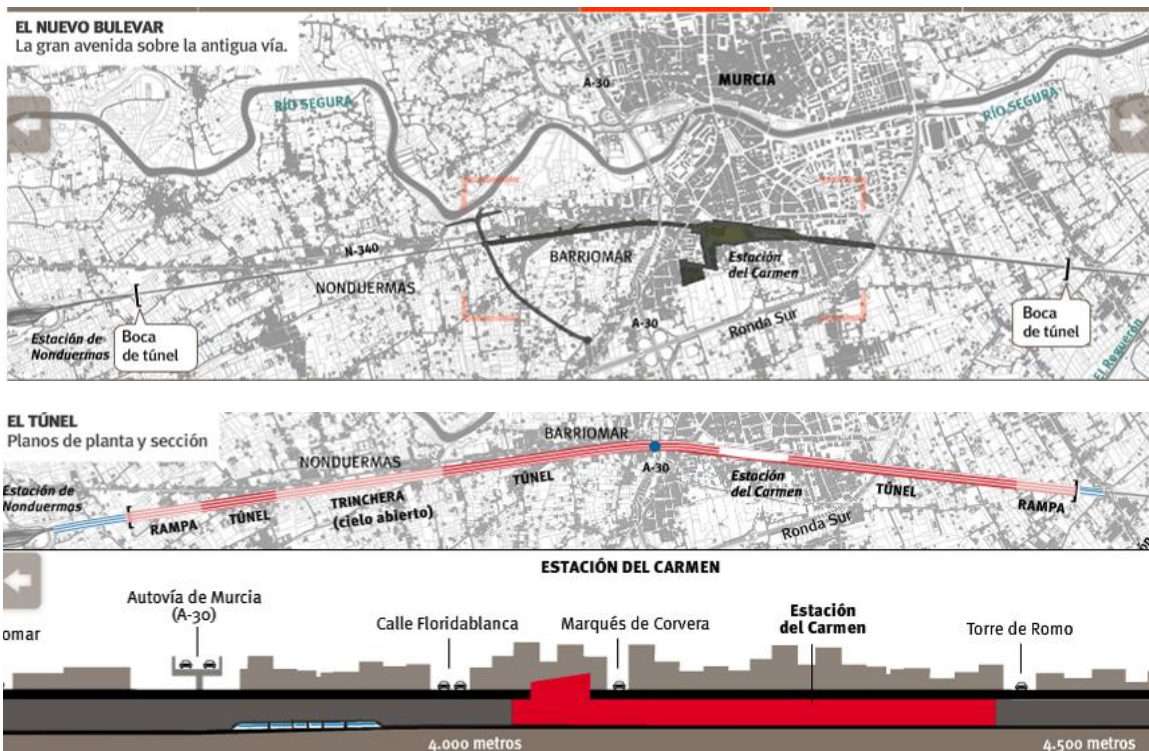 EL NUEVO BULEVAR
La gran avenida sobre la antigua vía.
A-30
MURCIA
RÍO SEGURA
RÍO SEGURA
N-340
BARRIOMAR
Estación
del Carmen
NONDUERMAS
Estación de
Nonduermas
Boca
de túnel
A-30
Ronda Sur
Boca
de túnel
El Reguerón
EL TÚNEL
Planos de planta y sección
BARRIOMAR
NONDUERMAS
A-30
Estación de
Nonduermas
RAMPA
TÚNEL
TRINCHERA
(cielo abierto)
TÚNEL
Estación
del Carmen
TÚNEL
RAMPA
Ronda Sur
ESTACIÓN DEL CARMEN
omar
Autovía de Murcia
(A-30)
Calle Floridablanca
Marqués de Corvera
Estación
del Carmen
Torre de Romo
4.000 metros
4.500 metros